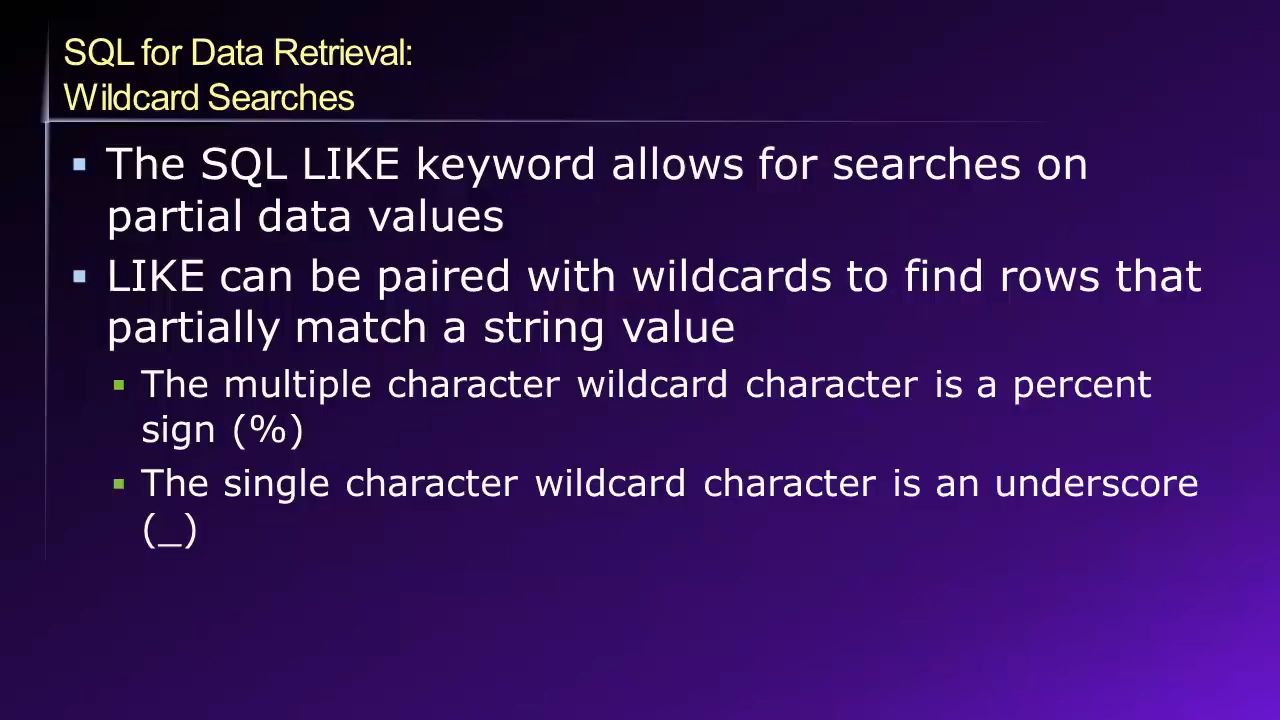 SQL for Data Retrieval:
Wildcard Searches
The SQL LIKE keyword allows for searches on
partial data values
LIKE can be paired with wildcards to find rows that
partially match a string value
The multiple character wildcard character is a percent
sign (%)
The single character wildcard character is an underscore
(_)